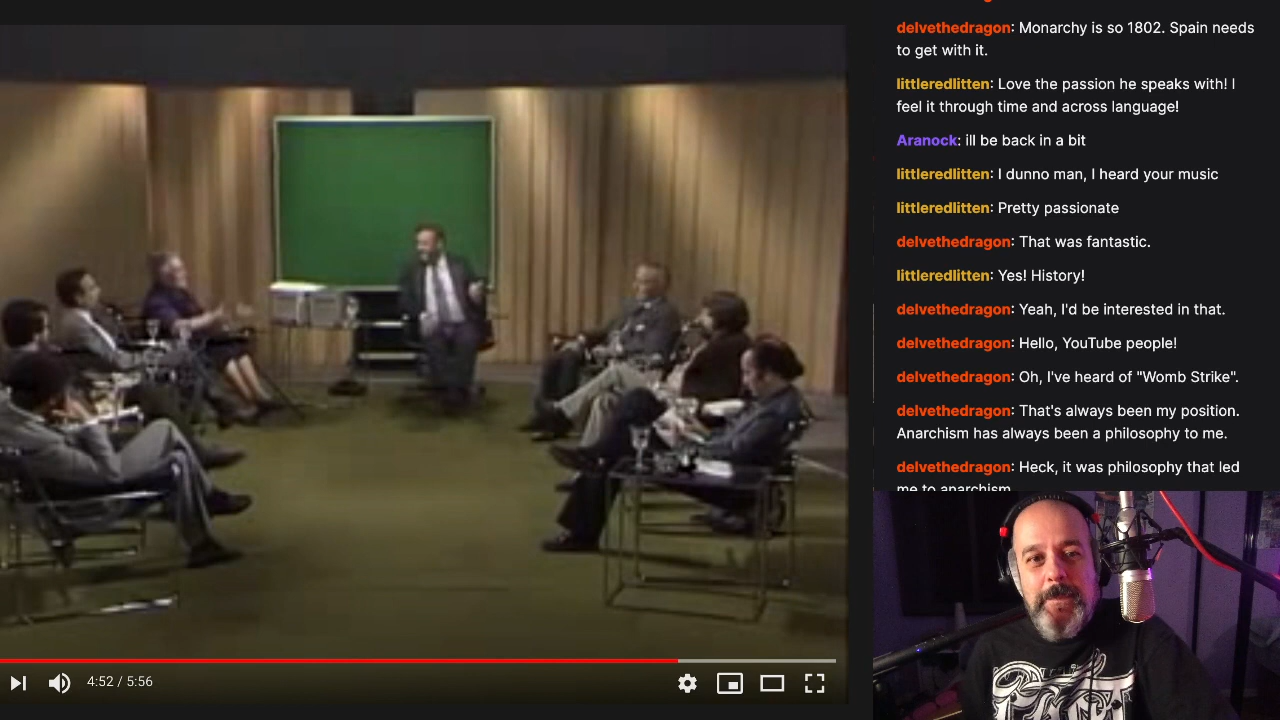 delvethedragon: Monarchy is so 1802. Spain needs
to get with it.
littleredlitten: Love the passion he speaks with! I
feel it through time and across language!
Aranock: ill be back in a bit
littleredlitten: I dunno man, I heard your music
littleredlitten: Pretty passionate
delvethedragon: That was fantastic.
littleredlitten: Yes! History!
delvethedragon: Yeah, I'd be interested in that.
delvethedragon: Hello, YouTube people!
delvethedragon: Oh, I've heard of "Womb Strike".
delvethedragon: That's always been my position.
Anarchism has always been a philosophy to me.
delvethedragon: Heck, it was philosophy that led
me to anarchism
4:52 / 5:56